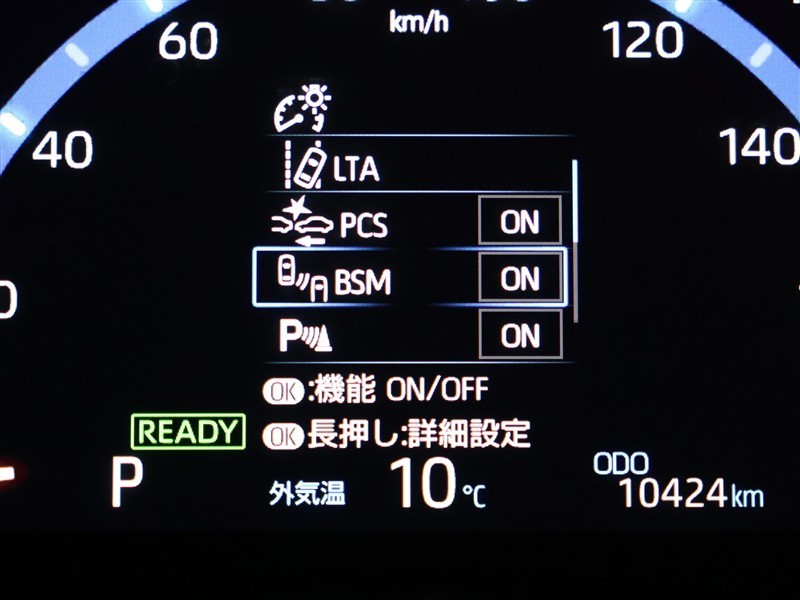 km/h
60
120
40
140
LTA
PCS ON
BSM ON
P ON
OK:機能 ON/OFF
READY
OK長押し:詳細設定
P
外気温 10℃
ODO
10424km